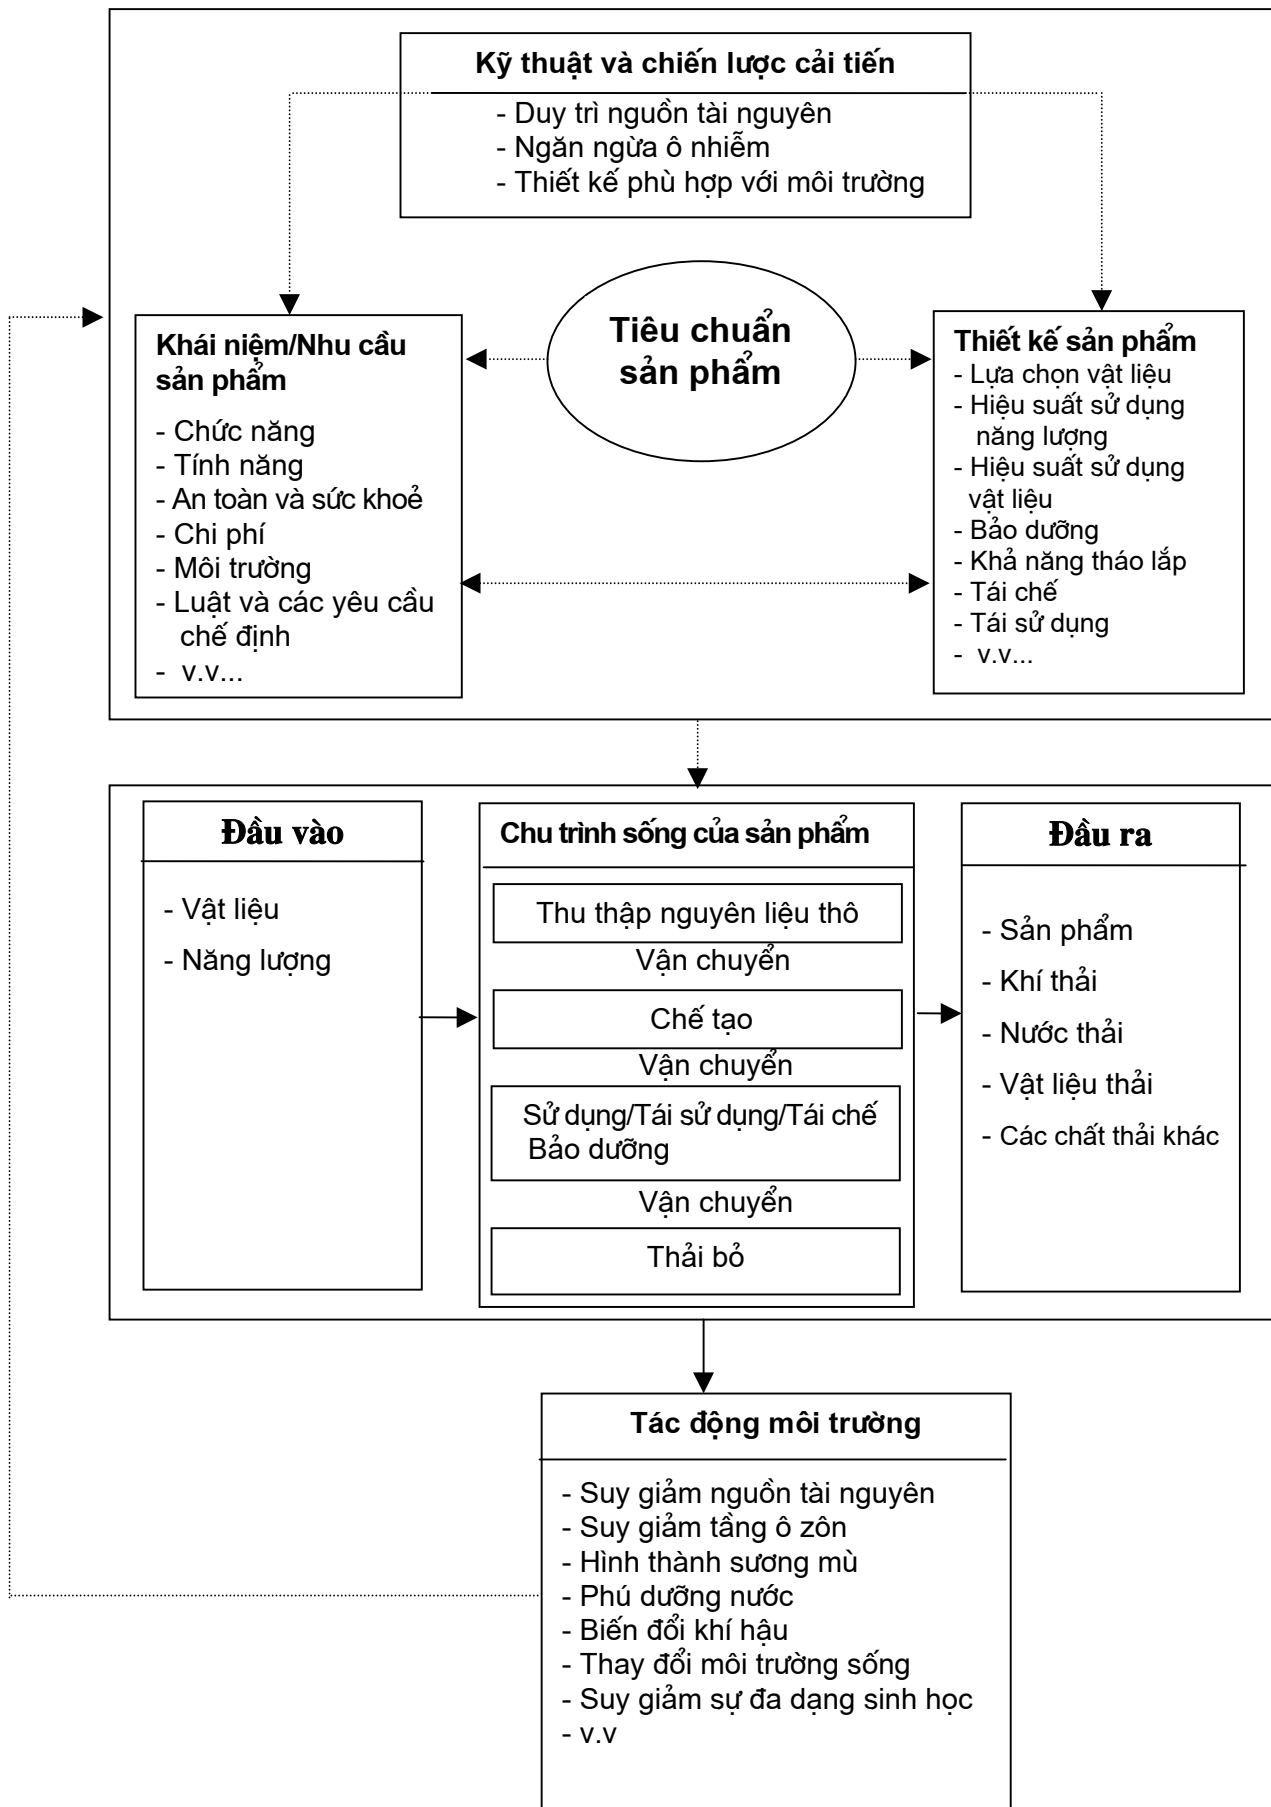 Kỹ thuật và chiến lược cải tiến
- Duy trì nguồn tài nguyên
- Ngăn ngừa ô nhiễm
- Thiết kế phù hợp với môi trường
Tiêu chuẩn
sản phẩm
Khái niệm/Nhu cầu
sản phẩm
- Chức năng
- Tính năng
- An toàn và sức khoẻ
- Chi phí
- Môi trường
- Luật và các yêu cầu
chế định
- v.v...
Thiết kế sản phẩm
- Lựa chọn vật liệu
- Hiệu suất sử dụng
năng lượng
- Hiệu suất sử dụng
vật liệu
- Bảo dưỡng
- Khả năng tháo lắp
- Tái chế
- Tái sử dụng
- v.v...
Đầu vào
- Vật liệu
- Năng lượng
Chu trình sống của sản phẩm
Thu thập nguyên liệu thô
Vận chuyển
Chế tạo
Vận chuyển
Sử dụng/Tái sử dụng/Tái chế
Bảo dưỡng
Vận chuyển
Thải bỏ
Đầu ra
- Sản phẩm
- Khí thải
- Nước thải
- Vật liệu thải
- Các chất thải khác
Tác động môi trường
- Suy giảm nguồn tài nguyên
- Suy giảm tầng ô zôn
- Hình thành sương mù
- Phú dưỡng nước
- Biến đổi khí hậu
- Thay đổi môi trường sống
- Suy giảm sự đa dạng sinh học
- v.v